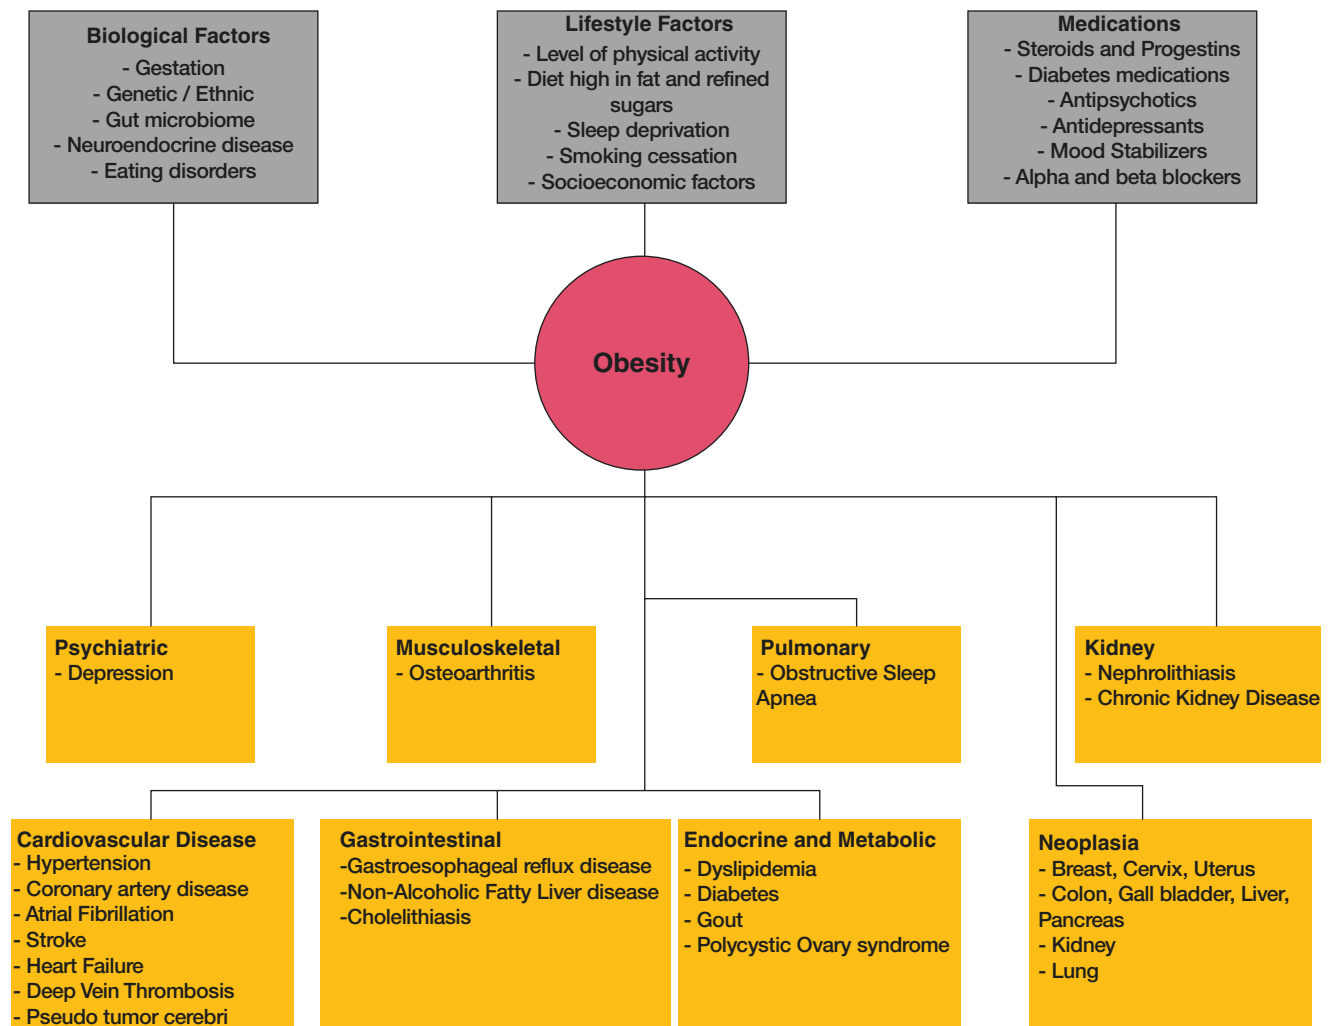 Biological Factors
- Gestation
- Genetic / Ethnic
- Gut microbiome
- Neuroendocrine disease
- Eating disorders
Lifestyle Factors
- Level of physical activity
- Diet high in fat and refined
sugars
- Sleep deprivation
- Smoking cessation
- Socioeconomic factors
Medications
- Steroids and Progestins
- Diabetes medications
- Antipsychotics
- Antidepressants
- Mood Stabilizers
- Alpha and beta blockers
Obesity
Psychiatric
- Depression
Musculoskeletal
- Osteoarthritis
Pulmonary
- Obstructive Sleep
Apnea
Kidney
- Nephrolithiasis
- Chronic Kidney Disease
Cardiovascular Disease
- Hypertension
- Coronary artery disease
- Atrial Fibrillation
- Stroke
- Heart Failure
- Deep Vein Thrombosis
- Pseudo tumor cerebri
Gastrointestinal
-Gastroesophageal reflux disease
-Non-Alcoholic Fatty Liver disease
-Cholelithiasis
Endocrine and Metabolic
- Dyslipidemia
- Diabetes
- Gout
- Polycystic Ovary syndrome
Neoplasia
- Breast, Cervix, Uterus
- Colon, Gall bladder, Liver,
Pancreas
- Kidney
- Lung